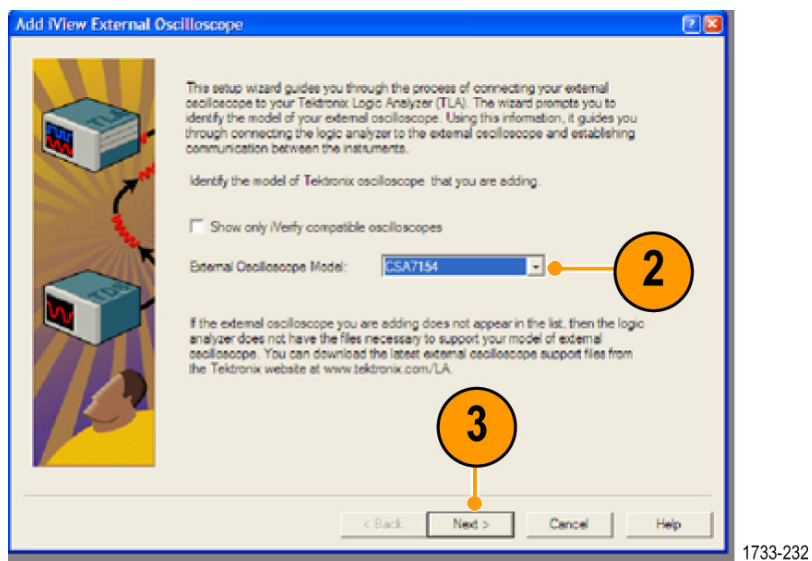 Add iView External Oscilloscope
TLA
This setup wizard guides you through the process of connecting your external
oscilloscope to your Tektronix Logic Analyzer (TLA). The wizard prompts you to
identify the model of your external oscilloscope. Using this information, it guides you
through connecting the logic analyzer to the external oscilloscope and establishing
communication between the instruments.
Identify the model of Tektronix oscilloscope that you are adding.
Show only iVerify compatible oscilloscopes
External Oscilloscope Model:
CSA7154
2
TDS
If the external oscilloscope you are adding does not appear in the list, then the logic
analyzer does not have the files necessary to support your model of external
oscilloscope. You can download the latest external oscilloscope support files from
the Tektronix website at www.tektronix.com/LA.
3
< Back
Next >
Cancel
Help
1733-232